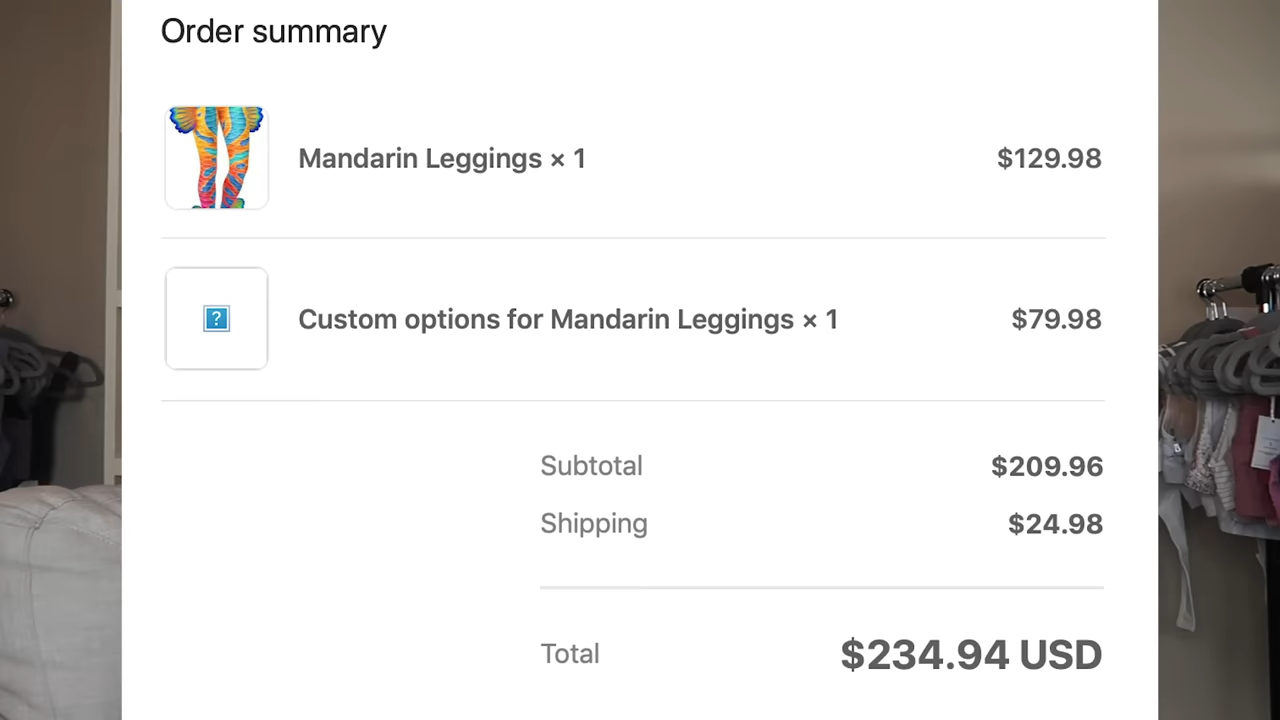 Order summary
Mandarin Leggings × 1 $129.98
?
Custom options for Mandarin Leggings × 1 $79.98
Subtotal $209.96
Shipping $24.98
Total $234.94 USD